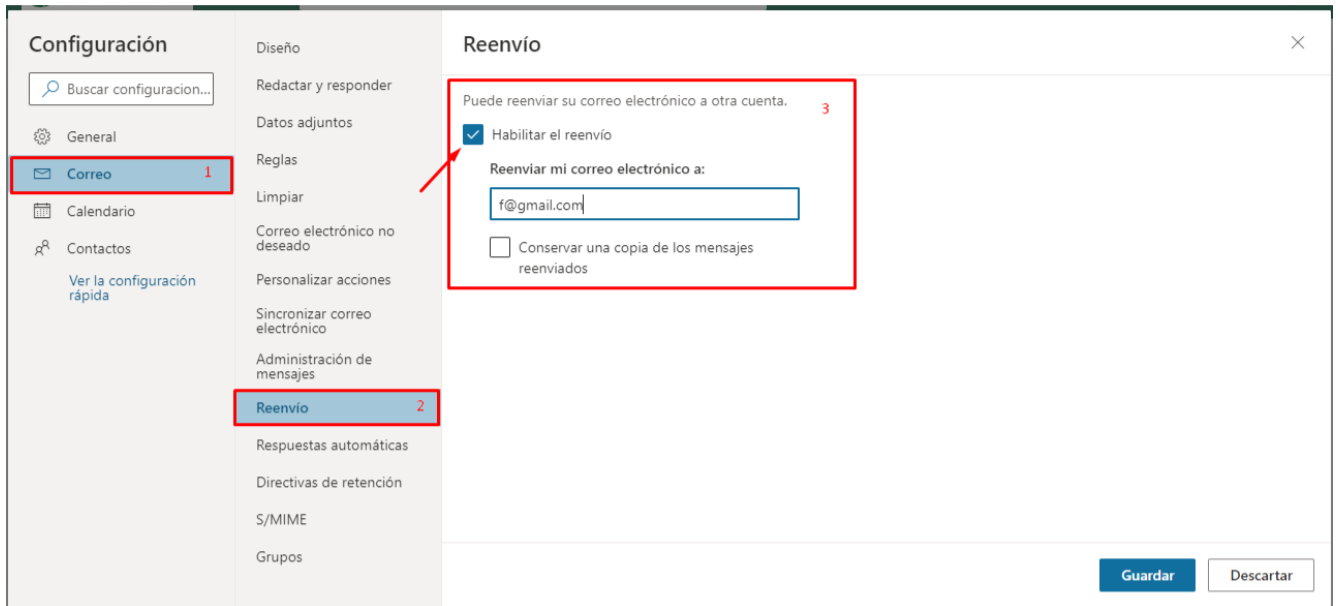 Configuración
Buscar configuracion...
General
Correo 1
Calendario
Contactos
Ver la configuración
rápida
Diseño
Redactar y responder
Datos adjuntos
Reglas
Limpiar
Correo electrónico no
deseado
Personalizar acciones
Sincronizar correo
electrónico
Administración de
mensajes
Reenvío 2
Respuestas automáticas
Directivas de retención
S/MIME
Grupos
Reenvío
Puede reenviar su correo electrónico a otra cuenta.
3
Habilitar el reenvío
Reenviar mi correo electrónico a:
f@gmail.com
Conservar una copia de los mensajes
reenviados
Guardar
Descartar